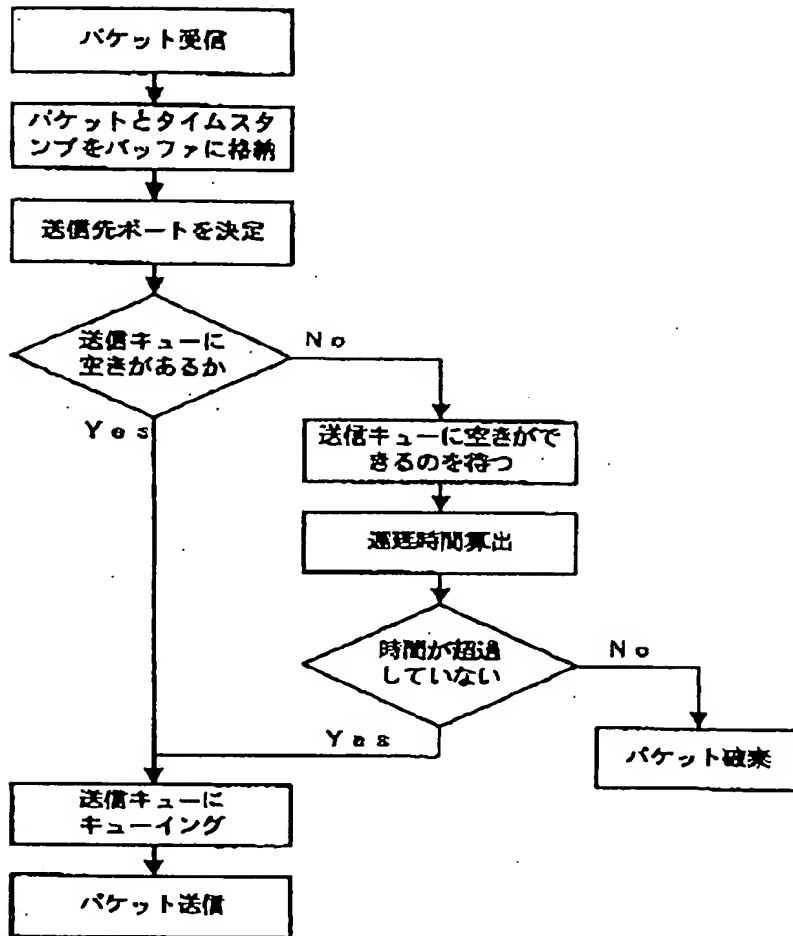 パケット受信
パケットとタイムスタ
ンプをバッファに格納
送信先ポートを決定
送信キューに
空きがあるか
No
Yes
送信キューに空きがで
きるのを待つ
遅延時間算出
時間が超過
していない
No
Yes
パケット破棄
送信キューに
キューイング
パケット送信